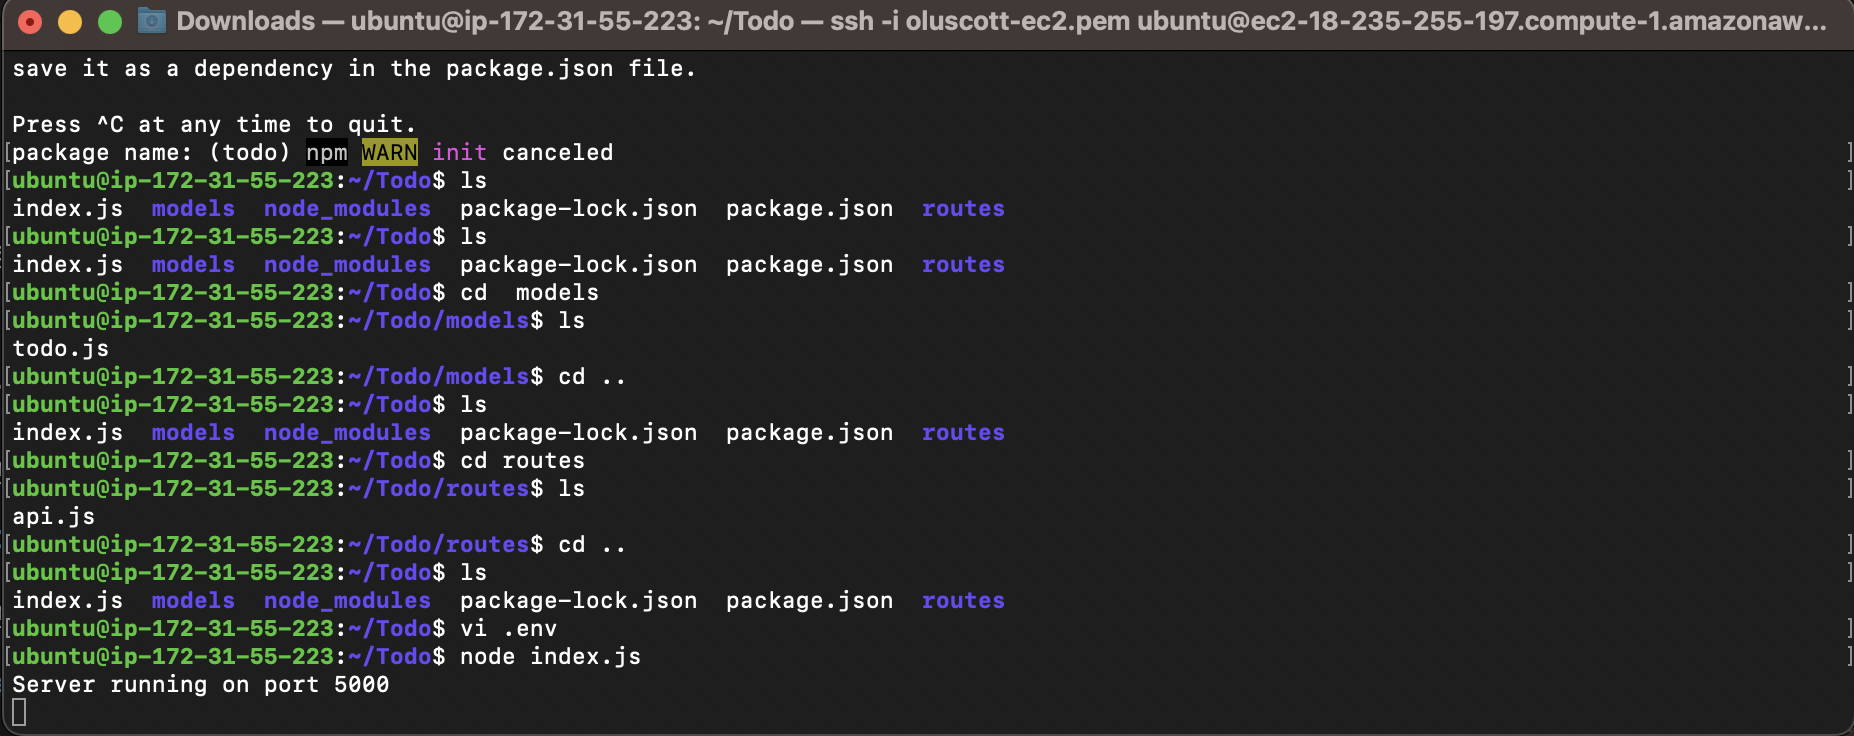 Downloads — ubuntu@ip-172-31-55-223: ~/Todo — ssh -i oluscott-ec2.pem ubuntu@ec2-18-235-255-197.compute-1.amazonaw...
save it as a dependency in the package.json file.
Press ^C at any time to quit.
[package name: (todo) npm WARN init canceled ]
[ubuntu@ip-172-31-55-223:~/Todo$ ls ]
index.js  models  node_modules  package-lock.json  package.json  routes
[ubuntu@ip-172-31-55-223:~/Todo$ ls ]
index.js  models  node_modules  package-lock.json  package.json  routes
[ubuntu@ip-172-31-55-223:~/Todo$ cd  models ]
[ubuntu@ip-172-31-55-223:~/Todo/models$ ls ]
todo.js
[ubuntu@ip-172-31-55-223:~/Todo/models$ cd .. ]
[ubuntu@ip-172-31-55-223:~/Todo$ ls ]
index.js  models  node_modules  package-lock.json  package.json  routes
[ubuntu@ip-172-31-55-223:~/Todo$ cd routes ]
[ubuntu@ip-172-31-55-223:~/Todo/routes$ ls ]
api.js
[ubuntu@ip-172-31-55-223:~/Todo/routes$ cd .. ]
[ubuntu@ip-172-31-55-223:~/Todo$ ls ]
index.js  models  node_modules  package-lock.json  package.json  routes
[ubuntu@ip-172-31-55-223:~/Todo$ vi .env ]
[ubuntu@ip-172-31-55-223:~/Todo$ node index.js ]
Server running on port 5000